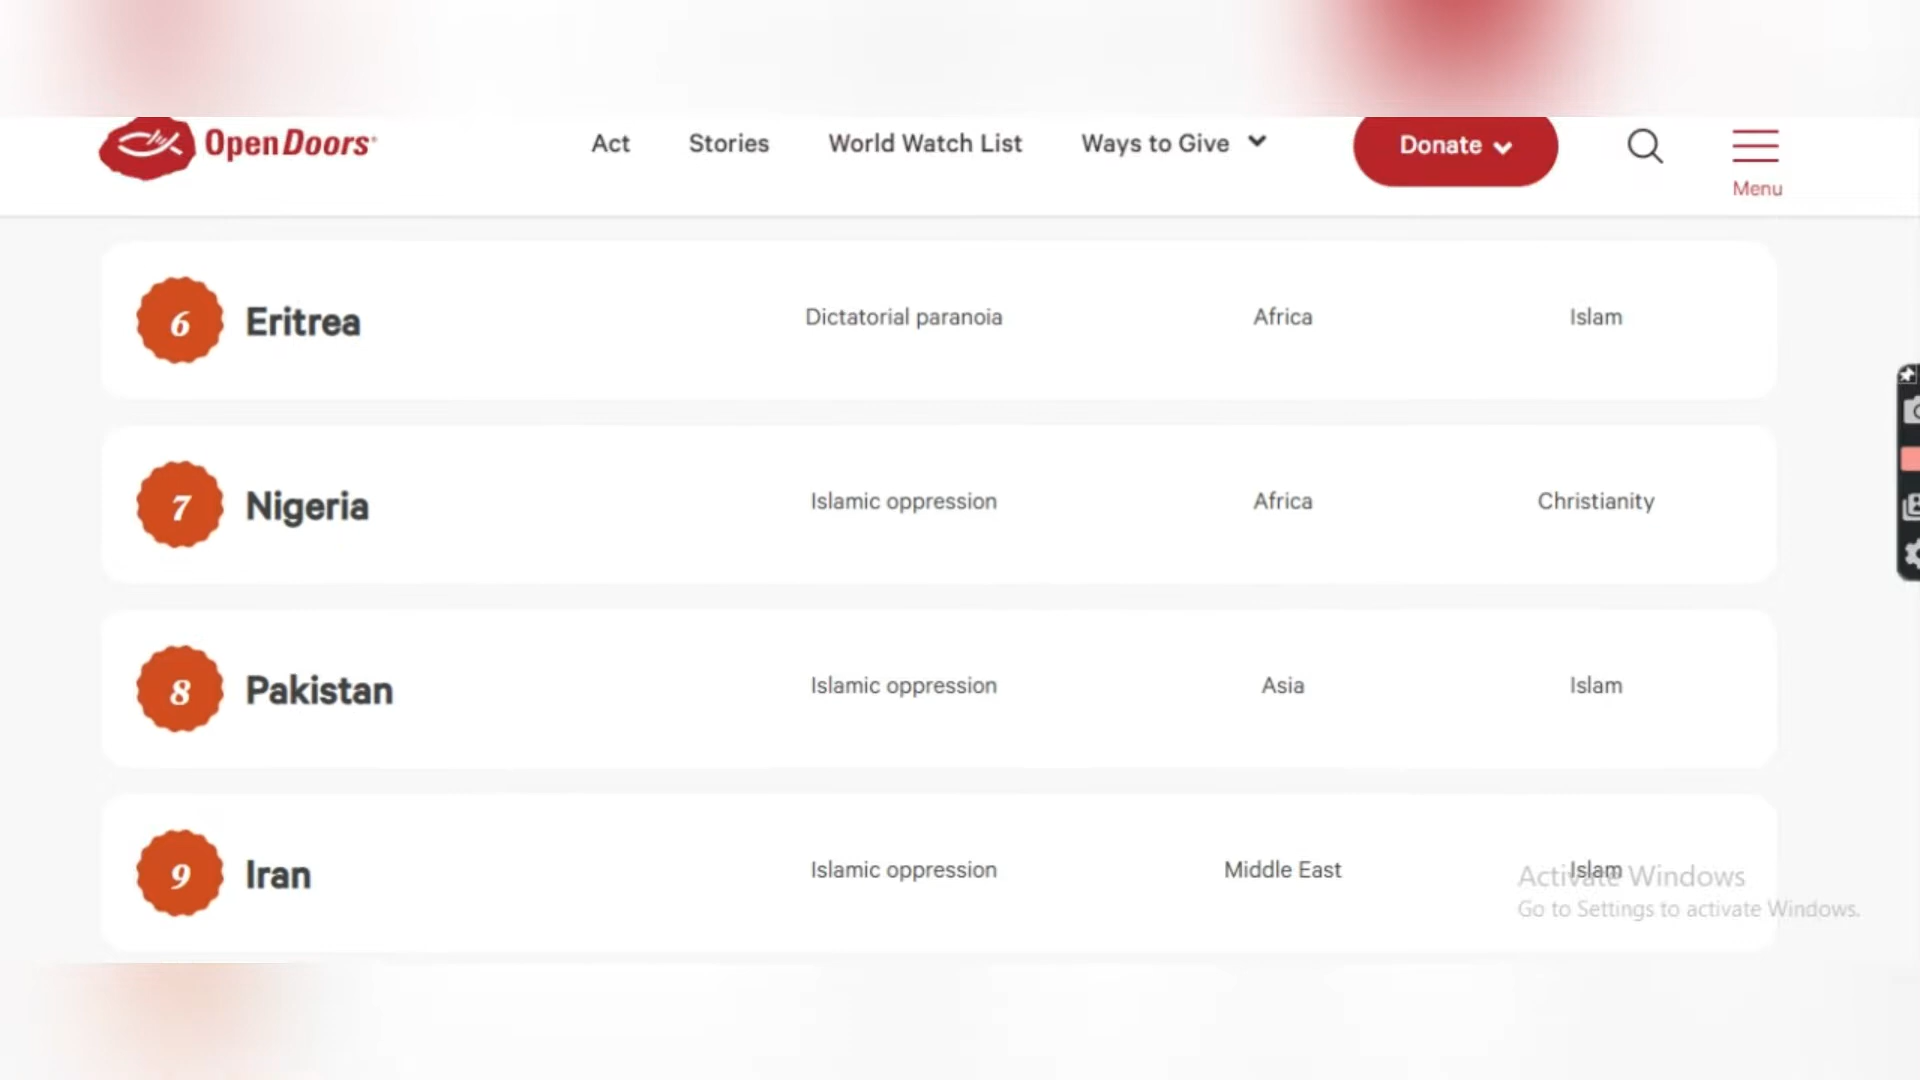 OpenDoors
Act
Stories
World Watch List
Ways to Give
Donate
Menu
6 Eritrea Dictatorial paranoia Africa Islam
7 Nigeria Islamic oppression Africa Christianity
8 Pakistan Islamic oppression Asia Islam
9 Iran Islamic oppression Middle East Islam
Activate Windows
Go to Settings to activate Windows.